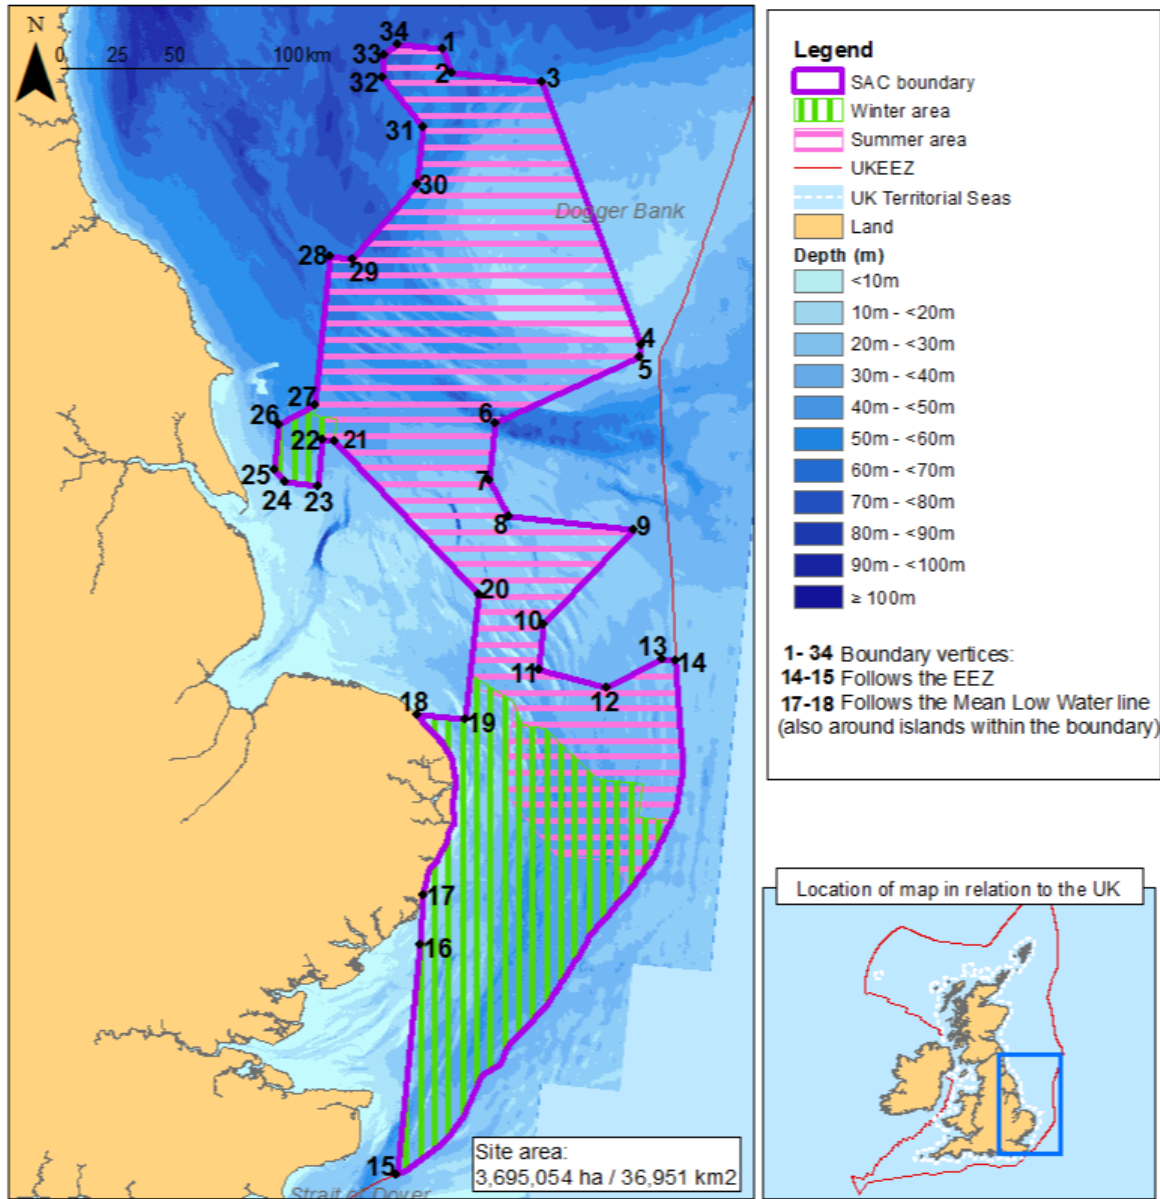 N
0 25 50 100km
34
1
33
2
3
32
31
30
Dogger Bank
28
29
4
5
27
6
26
22
21
25
7
24
23
8
9
20
10
13
14
11
12
18
19
17
16
15
Strait of Dover
Site area:
3,695,054 ha / 36,951 km2
Legend
SAC boundary
Winter area
Summer area
UKEEZ
UK Territorial Seas
Land
Depth (m)
<10m
10m - <20m
20m - <30m
30m - <40m
40m - <50m
50m - <60m
60m - <70m
70m - <80m
80m - <90m
90m - <100m
≥ 100m
1- 34 Boundary vertices:
14-15 Follows the EEZ
17-18 Follows the Mean Low Water line
(also around islands within the boundary)
Location of map in relation to the UK